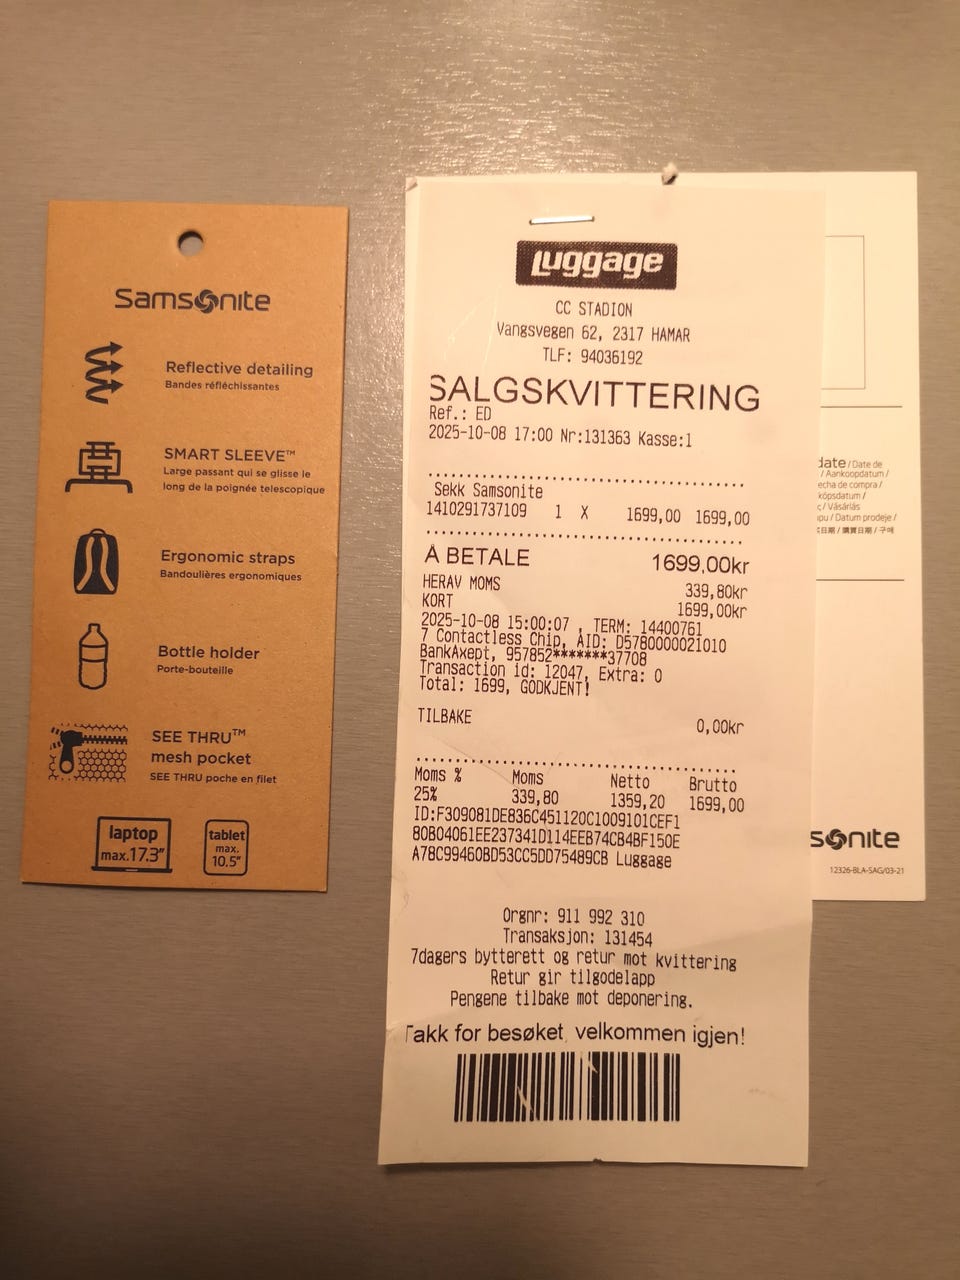 Samsonite
Reflective detailing
Bandes réfléchissantes
SMART SLEEVE™
Large passant qui se glisse le
long de la poignée telescopique
Ergonomic straps
Bandoulières ergonomiques
Bottle holder
Porte-bouteille
SEE THRU™
mesh pocket
SEE THRU poche en filet
laptop
max.17.3"
tablet
max.
10.5"
Luggage
CC STADION
Vangsvegen 62, 2317 HAMAR
TLF: 94036192
SALGSKVITTERING
Ref.: ED
2025-10-08 17:00 Nr:131363 Kasse:1
Sekk Samsonite
1410291737109 1 X 1699,00 1699,00
Å BETALE 1699,00kr
HERAV MOMS 339,80kr
KORT 1699,00kr
2025-10-08 15:00:07 , TERM: 14400761
7 Contactless Chip, AID: D5780000021010
BankAxept, 957852*******37708
Transaction id: 12047, Extra: 0
Total: 1699, GODKJENT!
TILBAKE 0,00kr
Moms % Moms Netto Brutto
25% 339,80 1359,20 1699,00
ID:F309081DE836C451120C1009101CEF1
80B04061EE237341D114EEB74CB4BF150E
A78C99460BD53CC5DD75489CB Luggage
Orgnr: 911 992 310
Transaksjon: 131454
7dagers bytterett og retur mot kvittering
Retur gir tilgodelapp
Pengene tilbake mot deponering.
Takk for besøket velkommen igjen!
date / Date de
/ Aankoopdatum /
echa de compra /
köpsdatum /
/ Vásárlás
/ Datum prodeje /
日期 / 購買日期 / 구매
sonite
12326-BLA-SAG/03-21